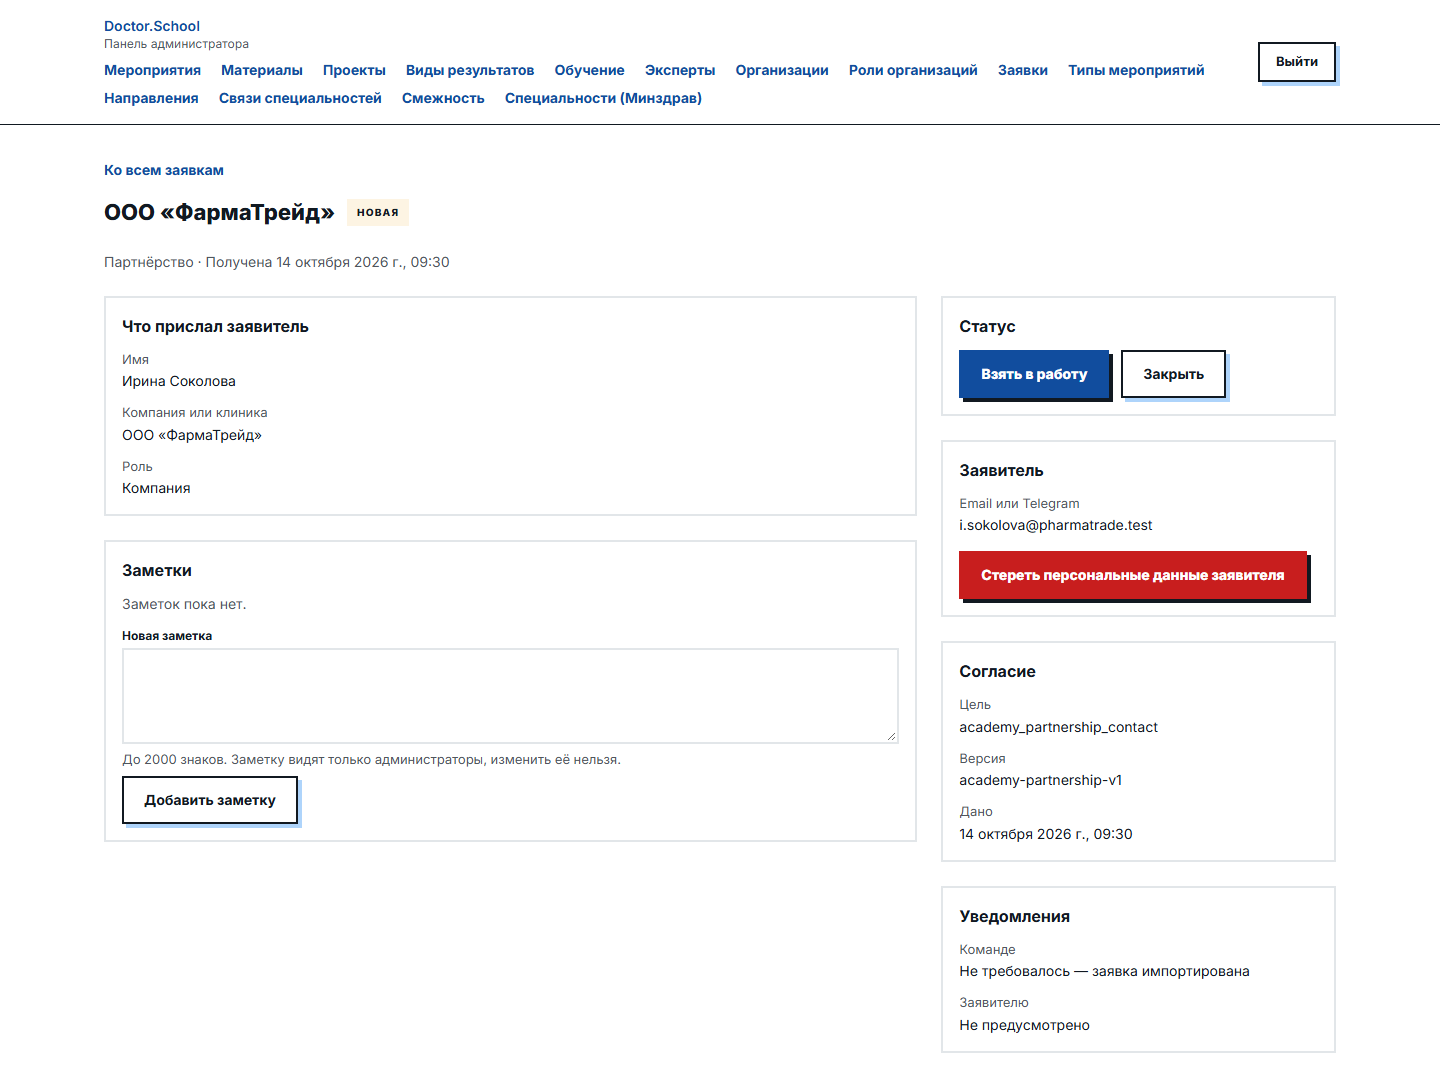 Doctor.School
Панель администратора
Мероприятия Материалы Проекты Виды результатов Обучение Эксперты Организации Роли организаций Заявки Типы мероприятий
Направления Связи специальностей Смежность Специальности (Минздрав)
Выйти
Ко всем заявкам
ООО «ФармаТрейд» НОВАЯ
Партнёрство · Получена 14 октября 2026 г., 09:30
Что прислал заявитель
Имя
Ирина Соколова
Компания или клиника
ООО «ФармаТрейд»
Роль
Компания
Заметки
Заметок пока нет.
Новая заметка
До 2000 знаков. Заметку видят только администраторы, изменить её нельзя.
Добавить заметку
Статус
Взять в работу Закрыть
Заявитель
Email или Telegram
i.sokolova@pharmatrade.test
Стереть персональные данные заявителя
Согласие
Цель
academy_partnership_contact
Версия
academy-partnership-v1
Дано
14 октября 2026 г., 09:30
Уведомления
Команде
Не требовалось — заявка импортирована
Заявителю
Не предусмотрено